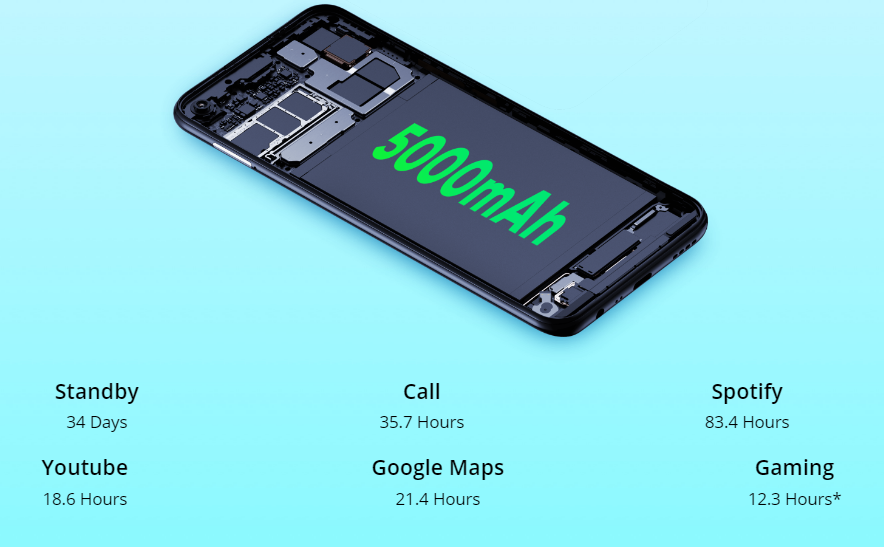 5000mAh
Standby
34 Days
Call
35.7 Hours
Spotify
83.4 Hours
Youtube
18.6 Hours
Google Maps
21.4 Hours
Gaming
12.3 Hours*